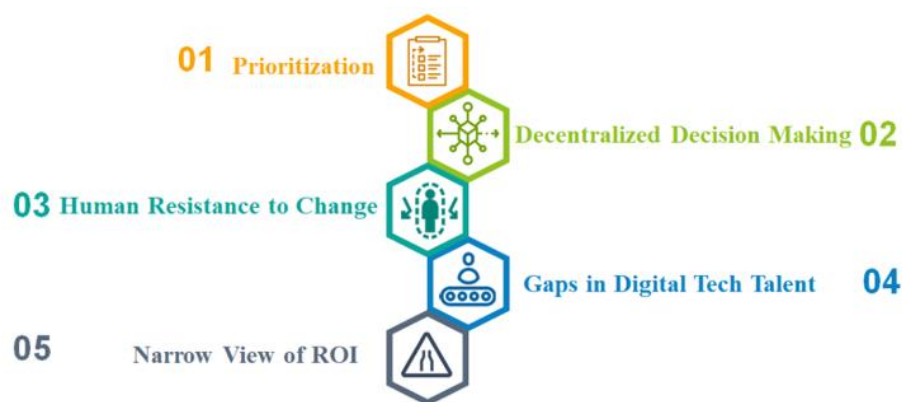 01 Prioritization
Decentralized Decision Making 02
03 Human Resistance to Change
Gaps in Digital Tech Talent 04
05 Narrow View of ROI